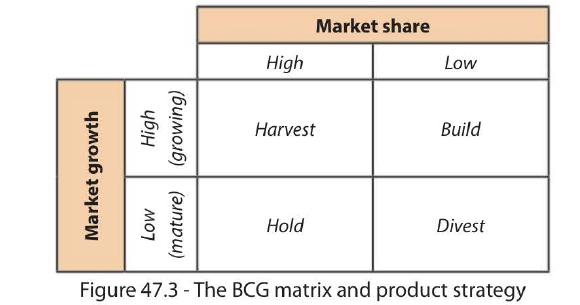 Market share
High
Low
Market growth
High
(growing)
Harvest
Build
Low
(mature)
Hold
Divest
Figure 47.3 - The BCG matrix and product strategy